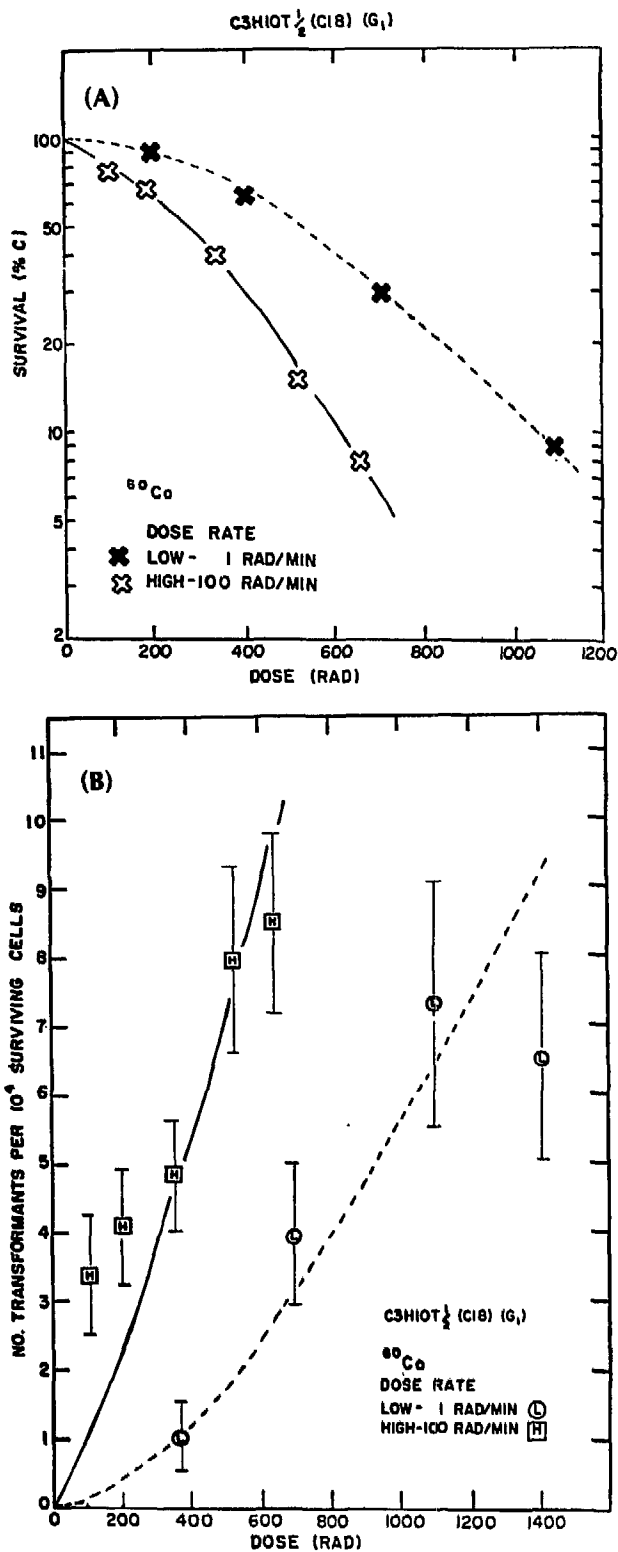 C3H10T½ (C18) (G₁)
(A)
100
50
20
10
5
2
SURVIVAL (% C)
⁶⁰Co
DOSE RATE
LOW - 1 RAD/MIN
HIGH-100 RAD/MIN
0 200 400 600 800 1000 1200
DOSE (RAD)
(B)
11
10
9
8
7
6
5
4
3
2
1
0
NO. TRANSFORMANTS PER 10⁴ SURVIVING CELLS
H
H
H
H
H
L
L
L
L
C3H10T½ (C18) (G₁)
⁶⁰Co
DOSE RATE
LOW- 1 RAD/MIN L
HIGH-100 RAD/MIN H
200 400 600 800 1000 1200 1400
DOSE (RAD)